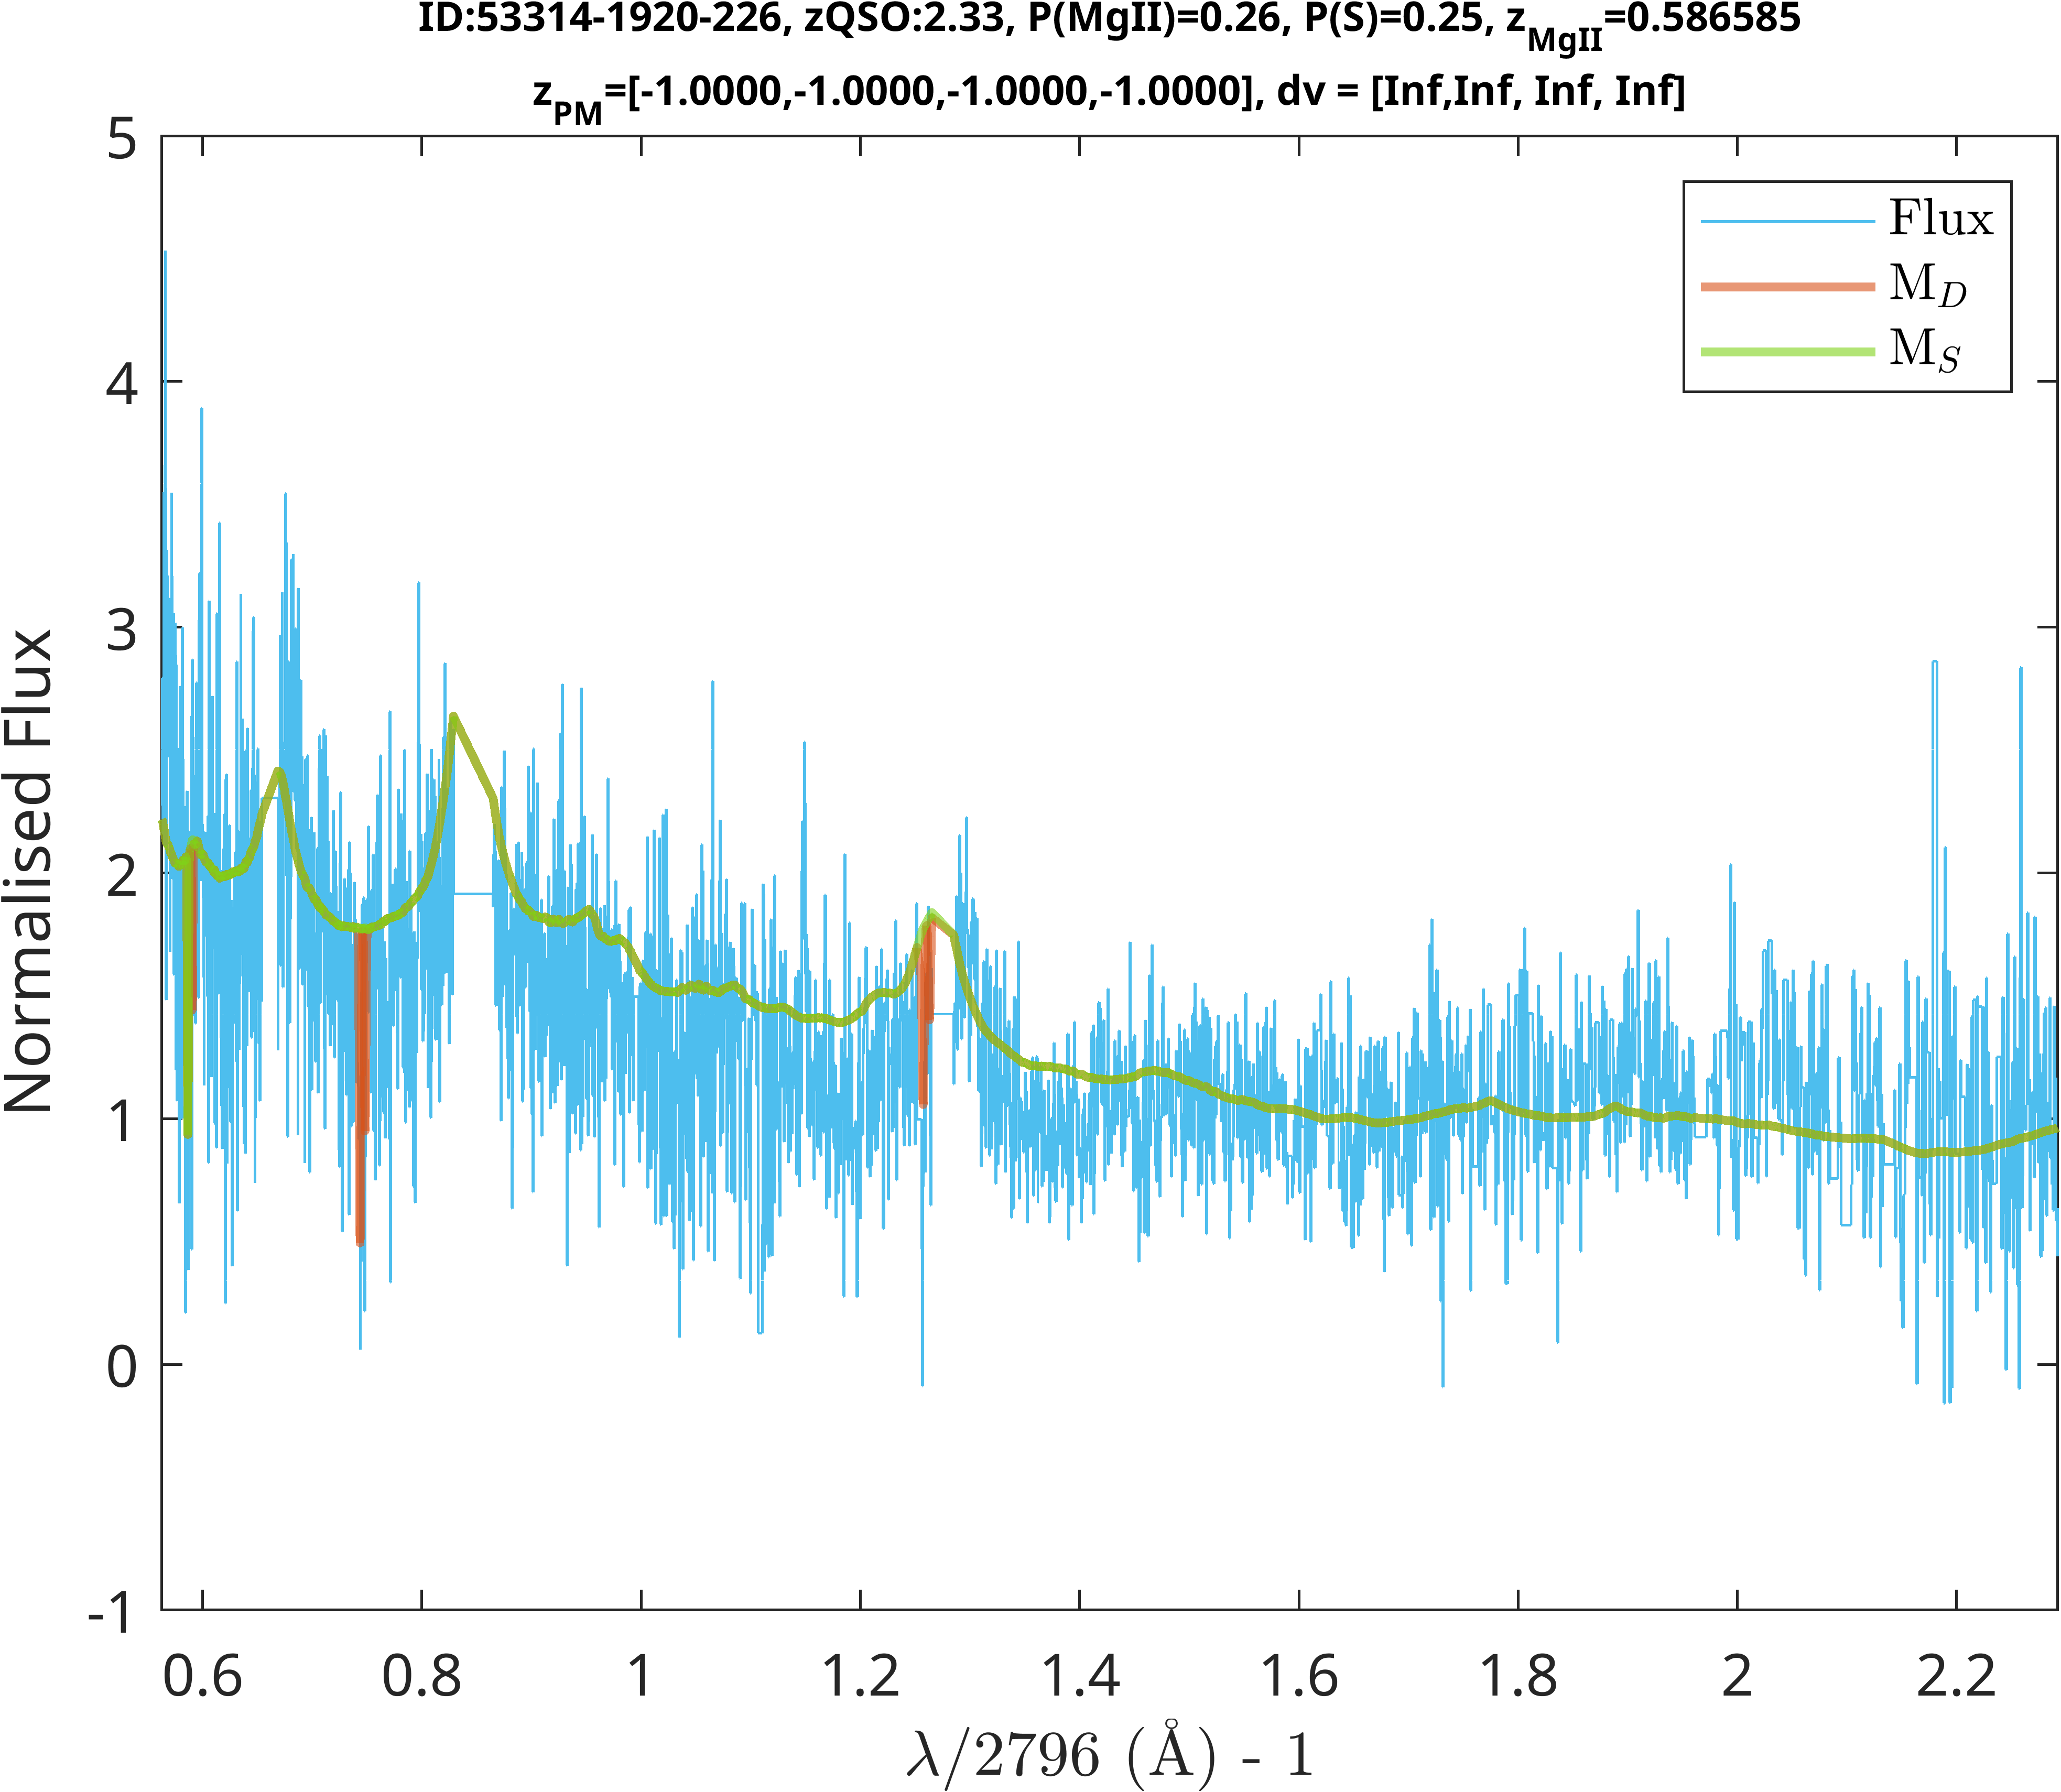 ID:53314-1920-226, zQSO:2.33, P(MgII)=0.26, P(S)=0.25, zMgII=0.586585
zPM=[-1.0000,-1.0000,-1.0000,-1.0000], dv = [Inf,Inf, Inf, Inf]
5
4
3
2
1
0
-1
Normalised Flux
Flux
MD
MS
0.6 0.8 1 1.2 1.4 1.6 1.8 2 2.2
λ/2796 (Å) - 1